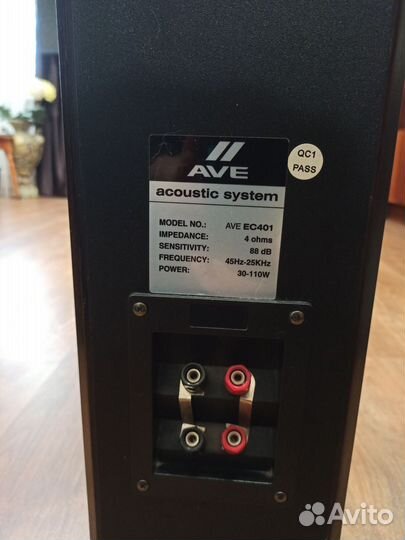 AVE
acoustic system
MODEL NO.: AVE EC401
IMPEDANCE: 4 ohms
SENSITIVITY: 88 dB
FREQUENCY: 45Hz-25KHz
POWER: 30-110W
QC1
PASS
Avito